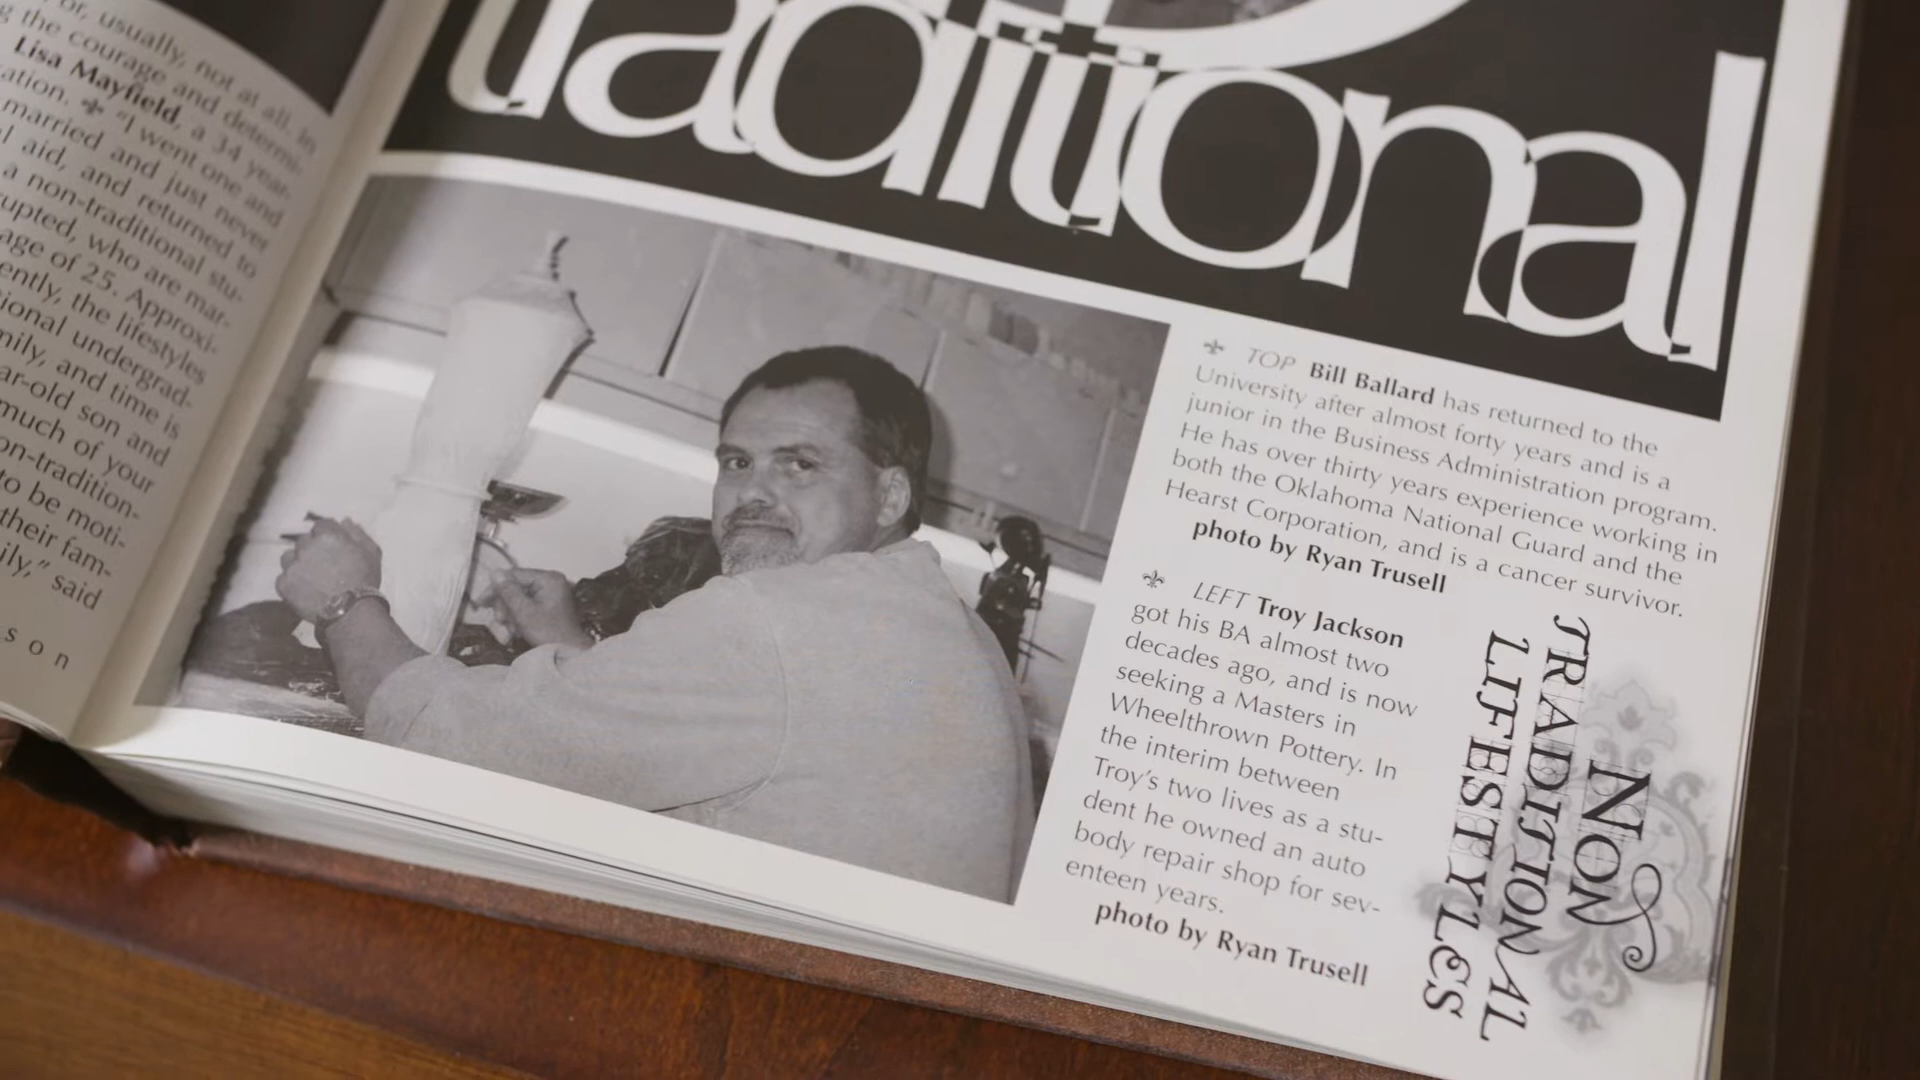 or, usually, not at all. In
the courage and determi-
Lisa Mayfield, a 34 year-
ation. "I went one and
married and just never
aid, and returned to
a non-traditional stu-
upted, who are mar-
age of 25. Approxi-
ently, the lifestyles
ional undergrad-
mily, and time is
ar-old son and
much of your
on-tradition-
to be moti-
their fam-
ily," said
s o n
traditional
TOP Bill Ballard has returned to the
University after almost forty years and is a
junior in the Business Administration program.
He has over thirty years experience working in
both the Oklahoma National Guard and the
Hearst Corporation, and is a cancer survivor.
photo by Ryan Trusell
LEFT Troy Jackson
got his BA almost two
decades ago, and is now
seeking a Masters in
Wheelthrown Pottery. In
the interim between
Troy's two lives as a stu-
dent he owned an auto
body repair shop for sev-
enteen years.
photo by Ryan Trusell
NON
TRADITIONAL
LIFESTYLES